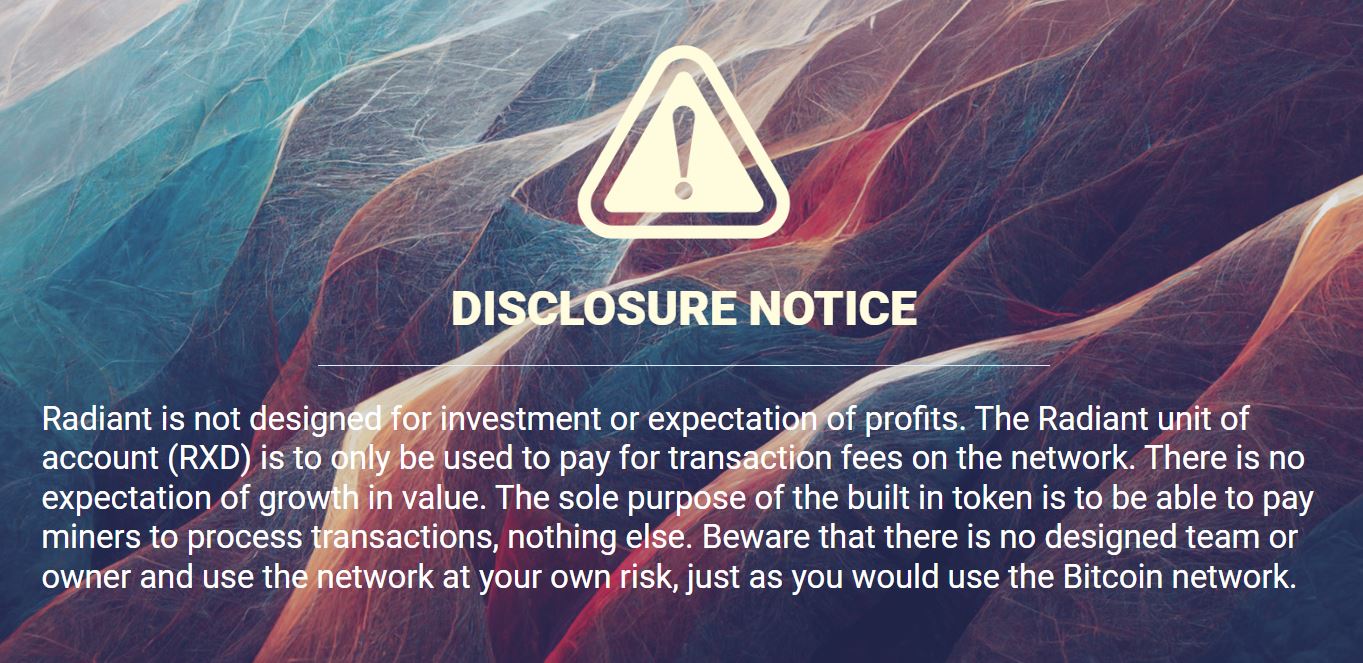 DISCLOSURE NOTICE
Radiant is not designed for investment or expectation of profits. The Radiant unit of
account (RXD) is to only be used to pay for transaction fees on the network. There is no
expectation of growth in value. The sole purpose of the built in token is to be able to pay
miners to process transactions, nothing else. Beware that there is no designed team or
owner and use the network at your own risk, just as you would use the Bitcoin network.